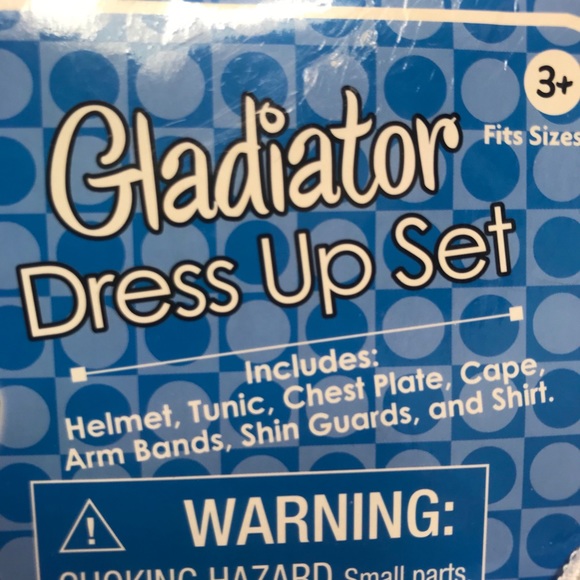 3+
Fits Sizes
Gladiator
Dress Up Set
Includes:
Helmet, Tunic, Chest Plate, Cape,
Arm Bands, Shin Guards, and Shirt.
! WARNING:
CHOKING HAZARD Small parts